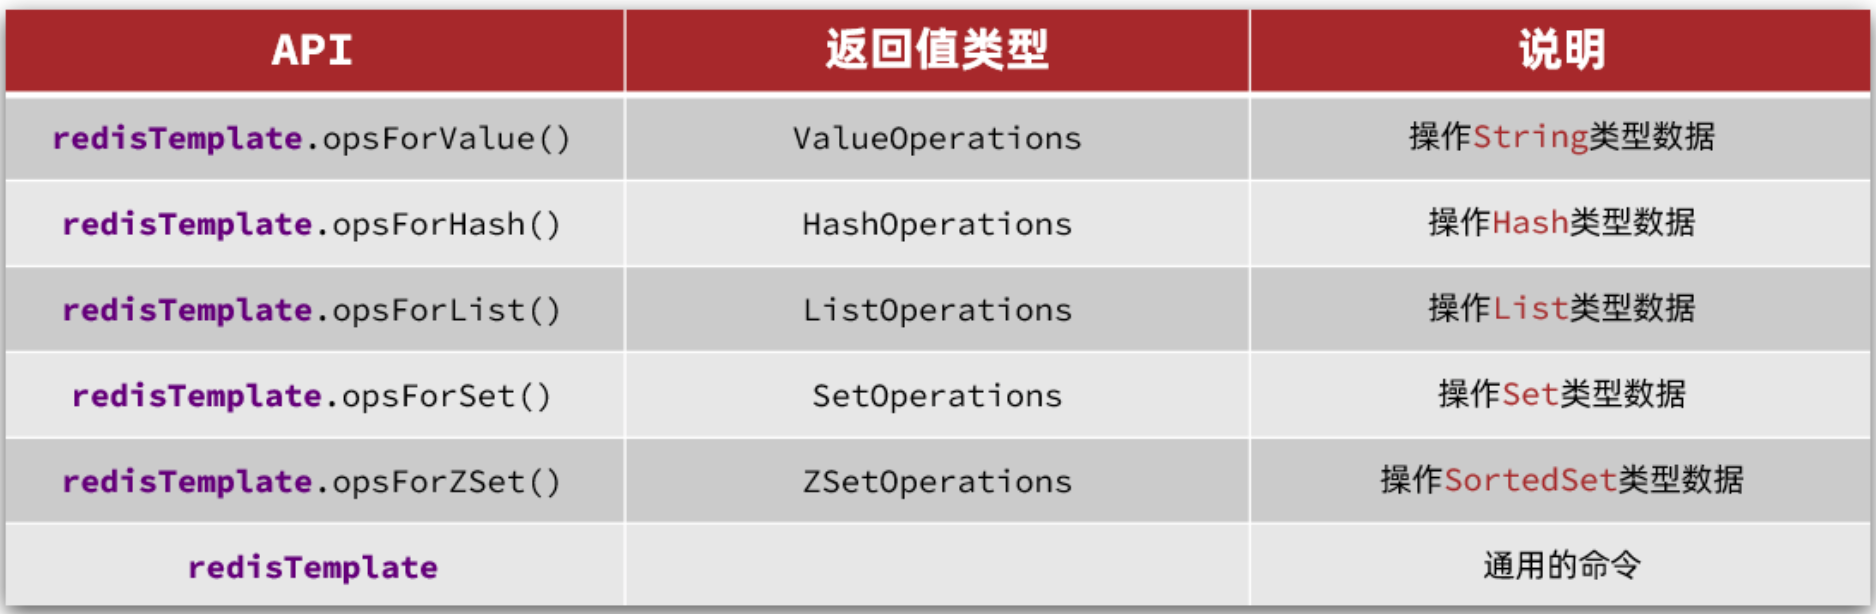 API 返回值类型 说明
redisTemplate.opsForValue() ValueOperations 操作String类型数据
redisTemplate.opsForHash() HashOperations 操作Hash类型数据
redisTemplate.opsForList() ListOperations 操作List类型数据
redisTemplate.opsForSet() SetOperations 操作Set类型数据
redisTemplate.opsForZSet() ZSetOperations 操作SortedSet类型数据
redisTemplate 通用的命令